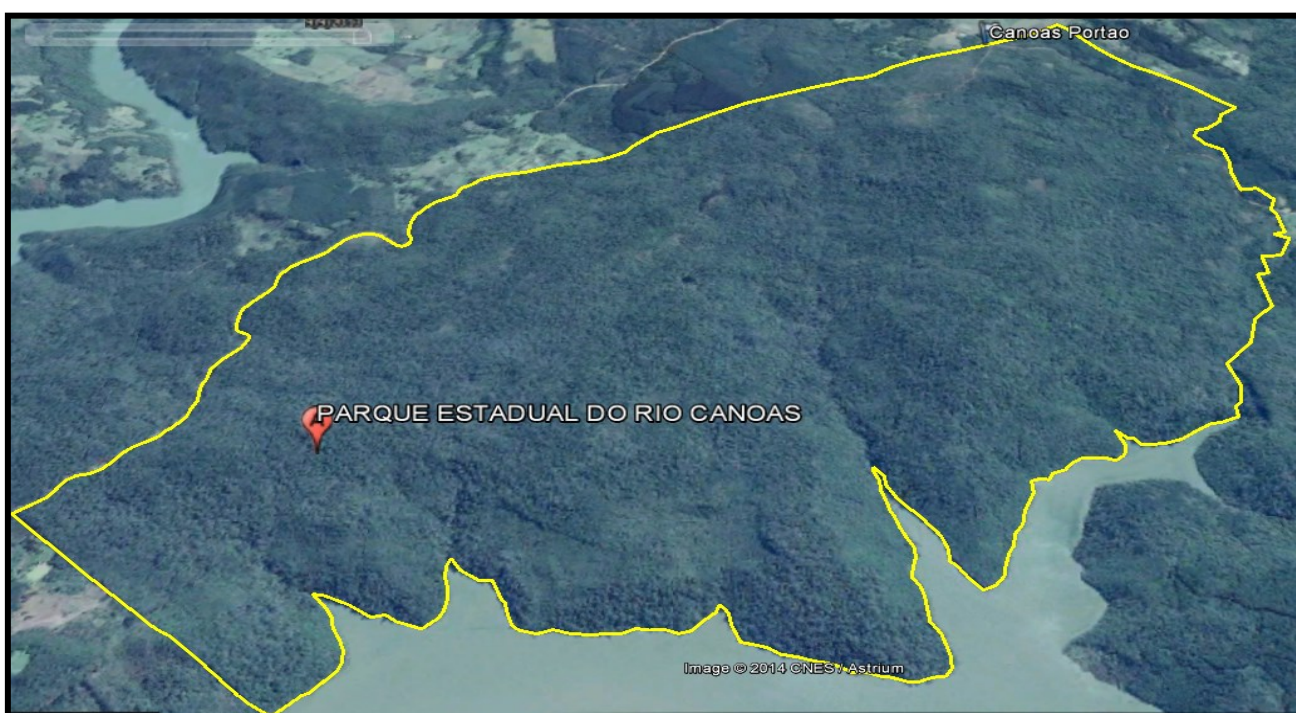 Canoas Portao
PARQUE ESTADUAL DO RIO CANOAS
Image © 2014 CNES / Astrium